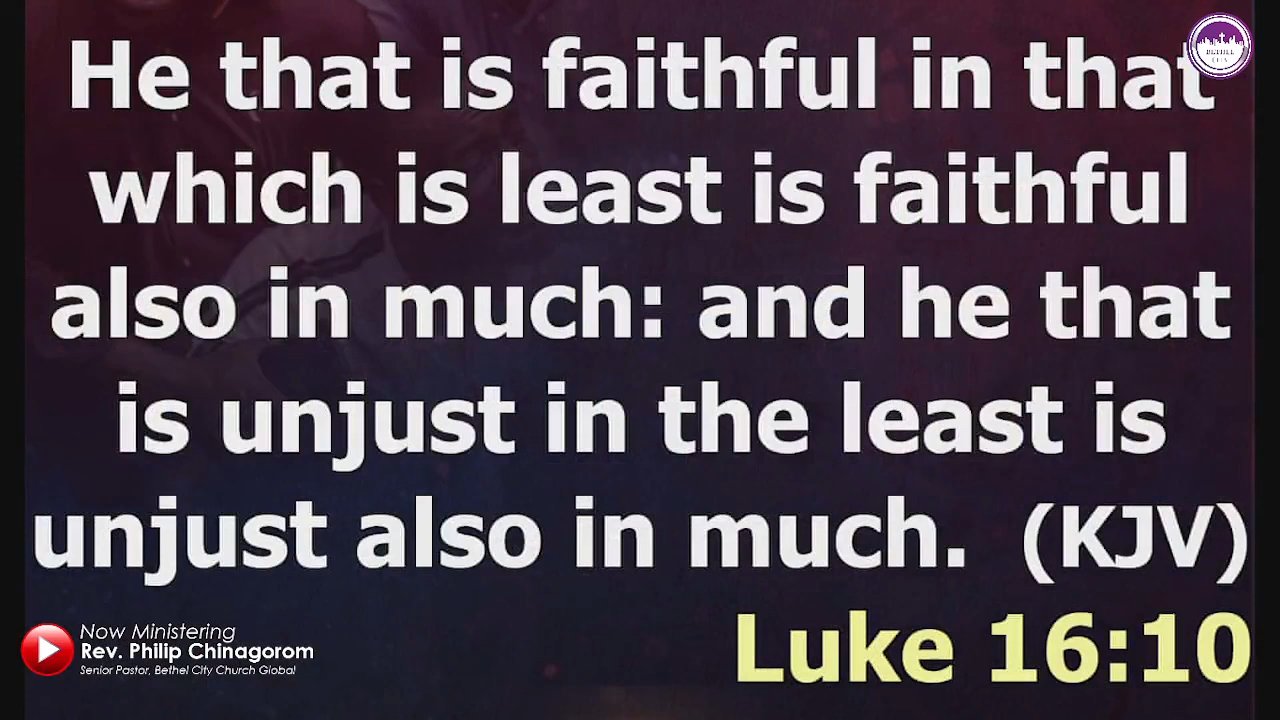 He that is faithful in that
which is least is faithful
also in much: and he that
is unjust in the least is
unjust also in much. (KJV)
Luke 16:10
Now Ministering
Rev. Philip Chinagorom
Senior Pastor, Bethel City Church Global
BETHEL
CITY